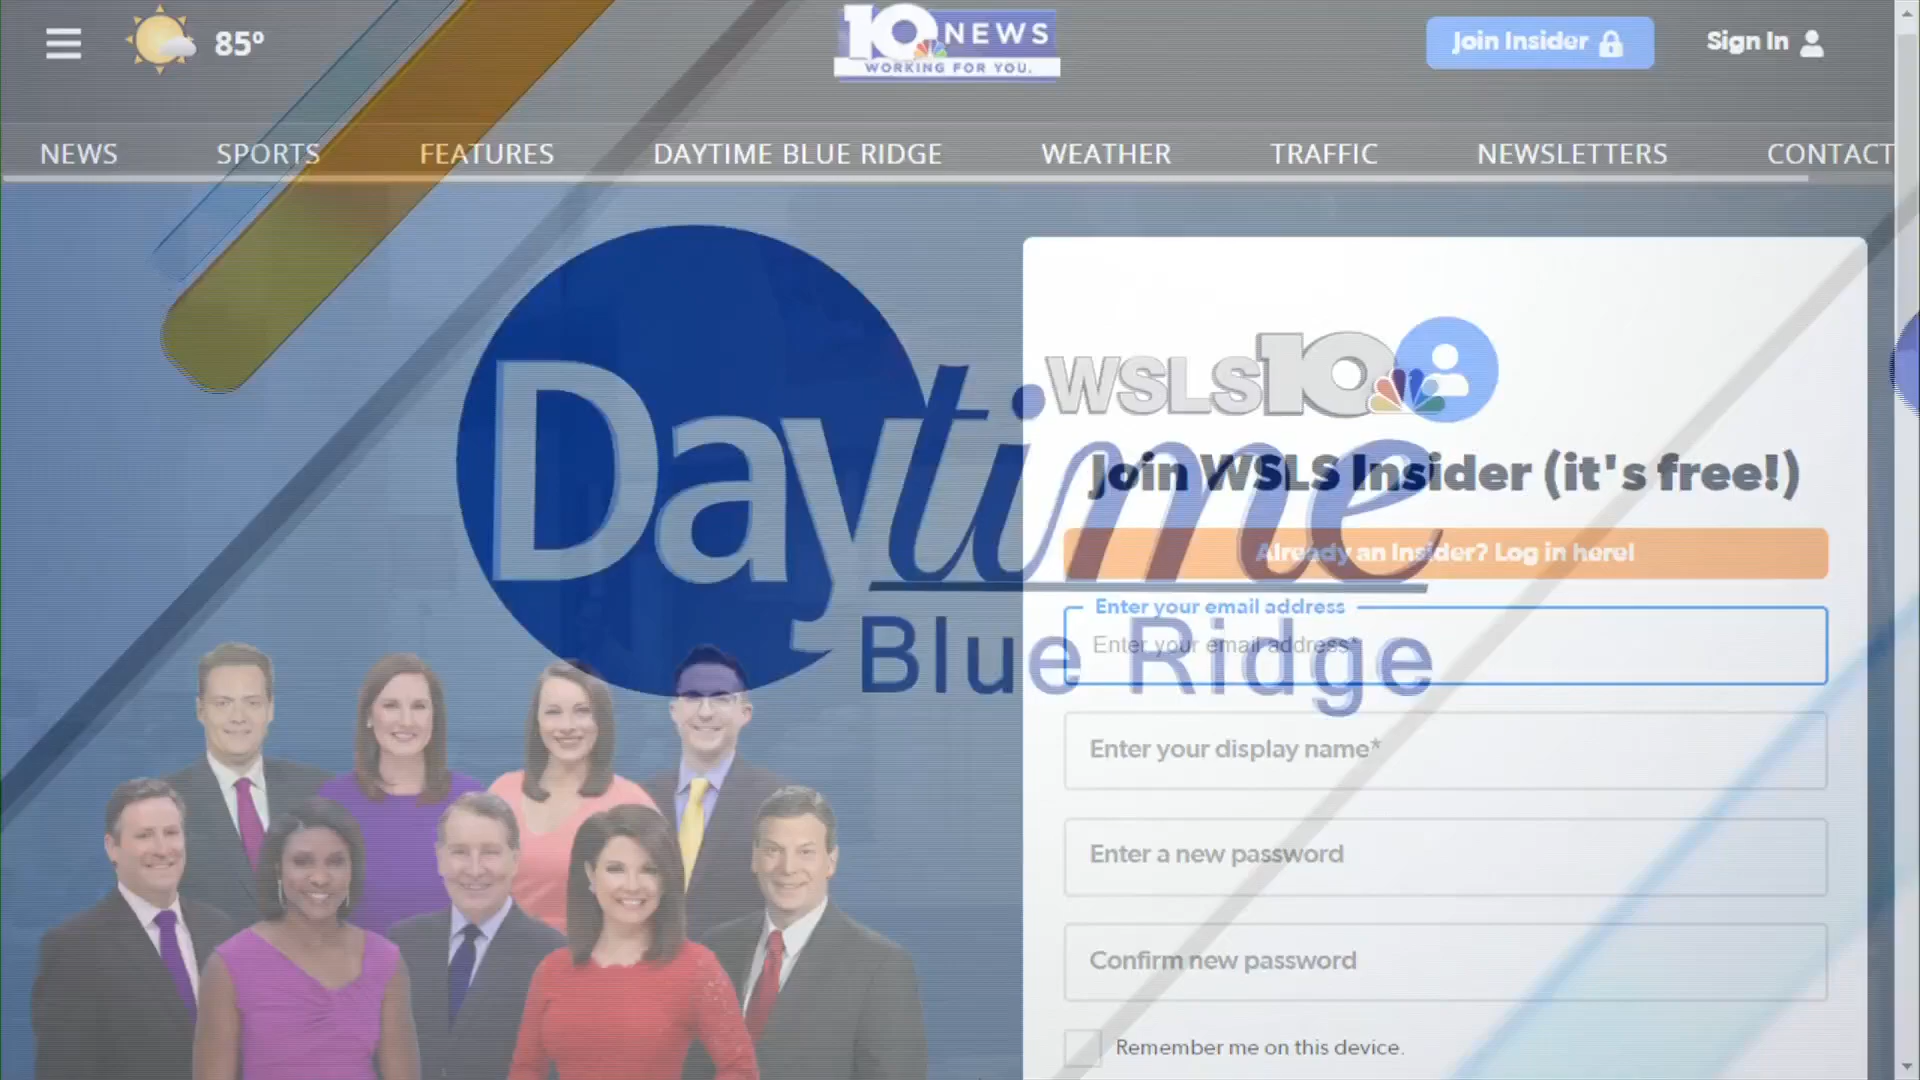 85°
10 NEWS
WORKING FOR YOU.
Join Insider
Sign In
NEWS SPORTS FEATURES DAYTIME BLUE RIDGE WEATHER TRAFFIC NEWSLETTERS CONTACT
Daytime
Blue Ridge
WSLS10
Join WSLS Insider (it's free!)
Already an Insider? Log in here!
Enter your email address
Enter your email address*
Enter your display name*
Enter a new password
Confirm new password
Remember me on this device.